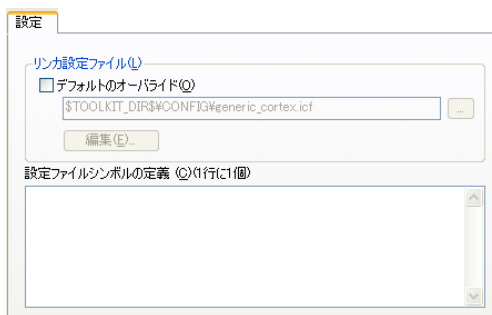 設定
リンカ設定ファイル(L)
デフォルトのオーバライド(O)
$TOOLKIT_DIR$¥CONFIG¥generic_cortex.icf
...
編集(E)...
設定ファイルシンボルの定義 (C)(1行に1個)